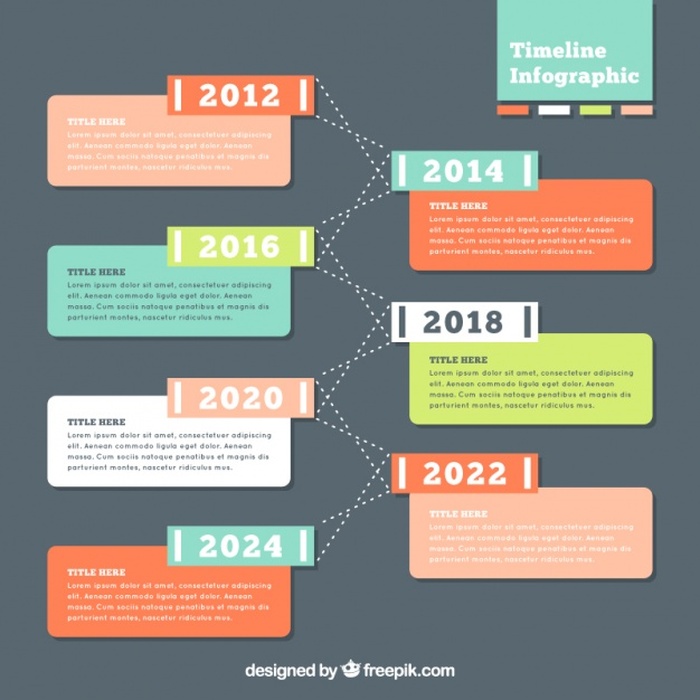 Timeline
Infographic
2012
TITLE HERE
Lorem ipsum dolor sit amet, consectetuer adipiscing
elit. Aenean commodo ligula eget dolor. Aenean
massa. Cum sociis natoque penatibus et magnis dis
parturient montes, nascetur ridiculus mus.
2014
TITLE HERE
Lorem ipsum dolor sit amet, consectetuer adipiscing
elit. Aenean commodo ligula eget dolor. Aenean
massa. Cum sociis natoque penatibus et magnis dis
parturient montes, nascetur ridiculus mus.
2016
TITLE HERE
Lorem ipsum dolor sit amet, consectetuer adipiscing
elit. Aenean commodo ligula eget dolor. Aenean
massa. Cum sociis natoque penatibus et magnis dis
parturient montes, nascetur ridiculus mus.
2018
TITLE HERE
Lorem ipsum dolor sit amet, consectetuer adipiscing
elit. Aenean commodo ligula eget dolor. Aenean
massa. Cum sociis natoque penatibus et magnis dis
parturient montes, nascetur ridiculus mus.
2020
TITLE HERE
Lorem ipsum dolor sit amet, consectetuer adipiscing
elit. Aenean commodo ligula eget dolor. Aenean
massa. Cum sociis natoque penatibus et magnis dis
parturient montes, nascetur ridiculus mus.
2022
TITLE HERE
Lorem ipsum dolor sit amet, consectetuer adipiscing
elit. Aenean commodo ligula eget dolor. Aenean
massa. Cum sociis natoque penatibus et magnis dis
parturient montes, nascetur ridiculus mus.
2024
TITLE HERE
Lorem ipsum dolor sit amet, consectetuer adipiscing
elit. Aenean commodo ligula eget dolor. Aenean
massa. Cum sociis natoque penatibus et magnis dis
parturient montes, nascetur ridiculus mus.
designed by freepik.com